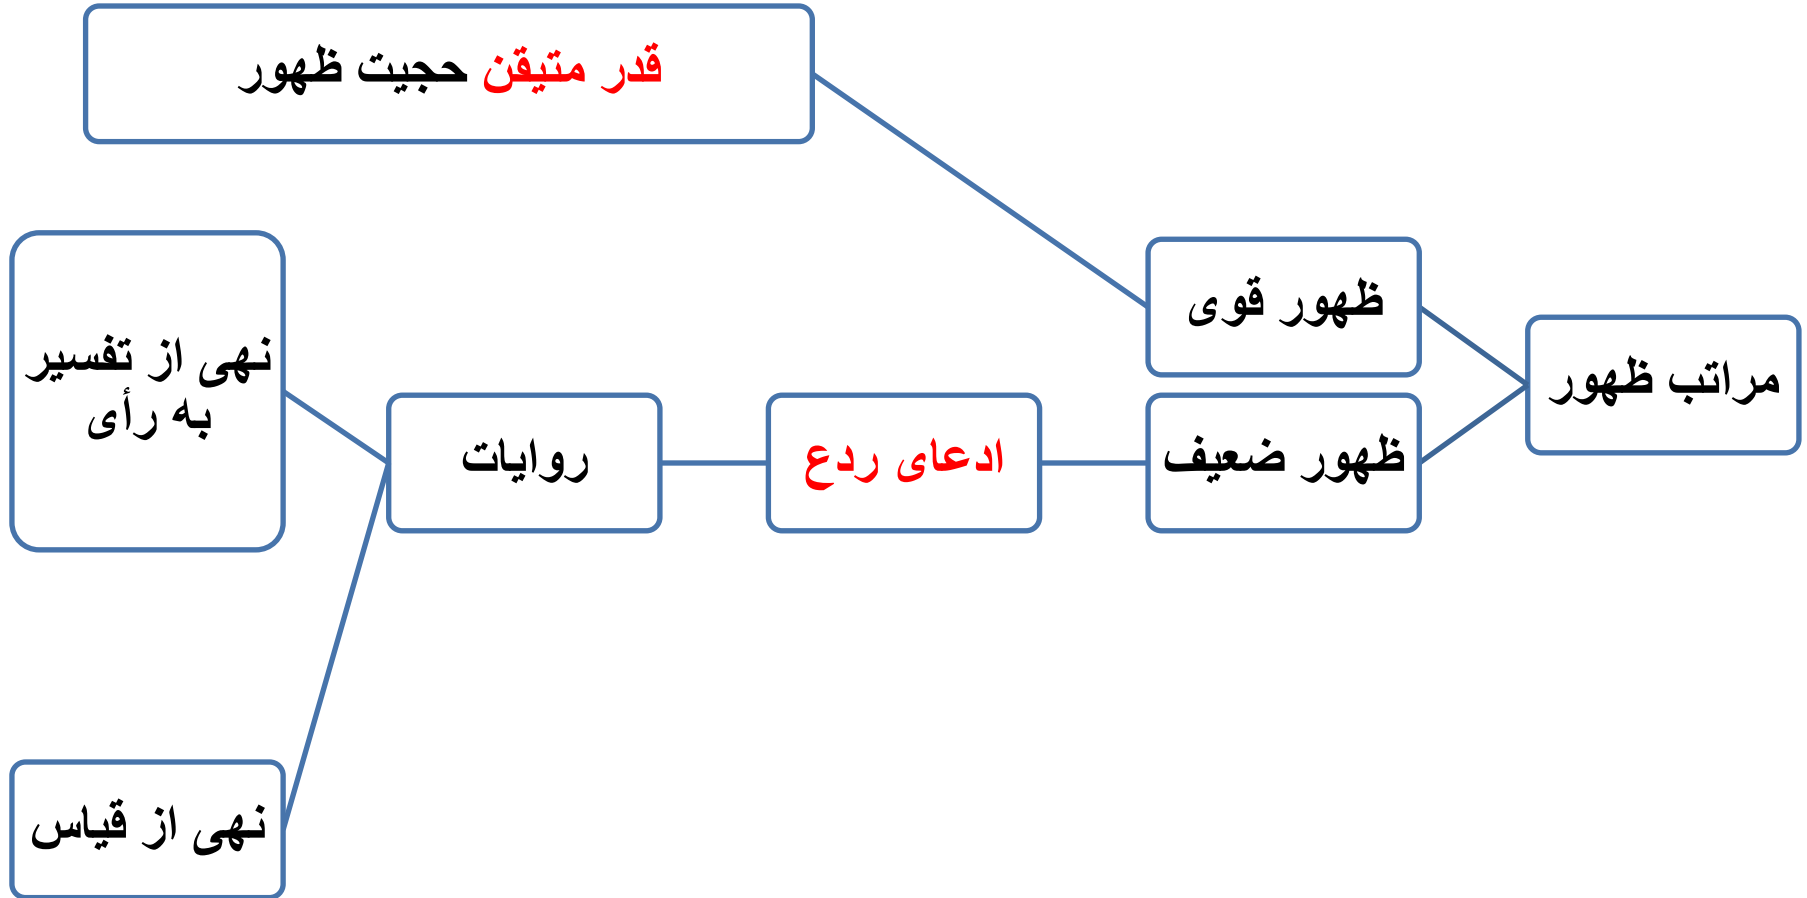 قدر متیقن حجیت ظهور
مراتب ظهور
ظهور قوی
ظهور ضعیف
ادعای ردع
روایات
نهی از تفسیر
به رأی
نهی از قیاس